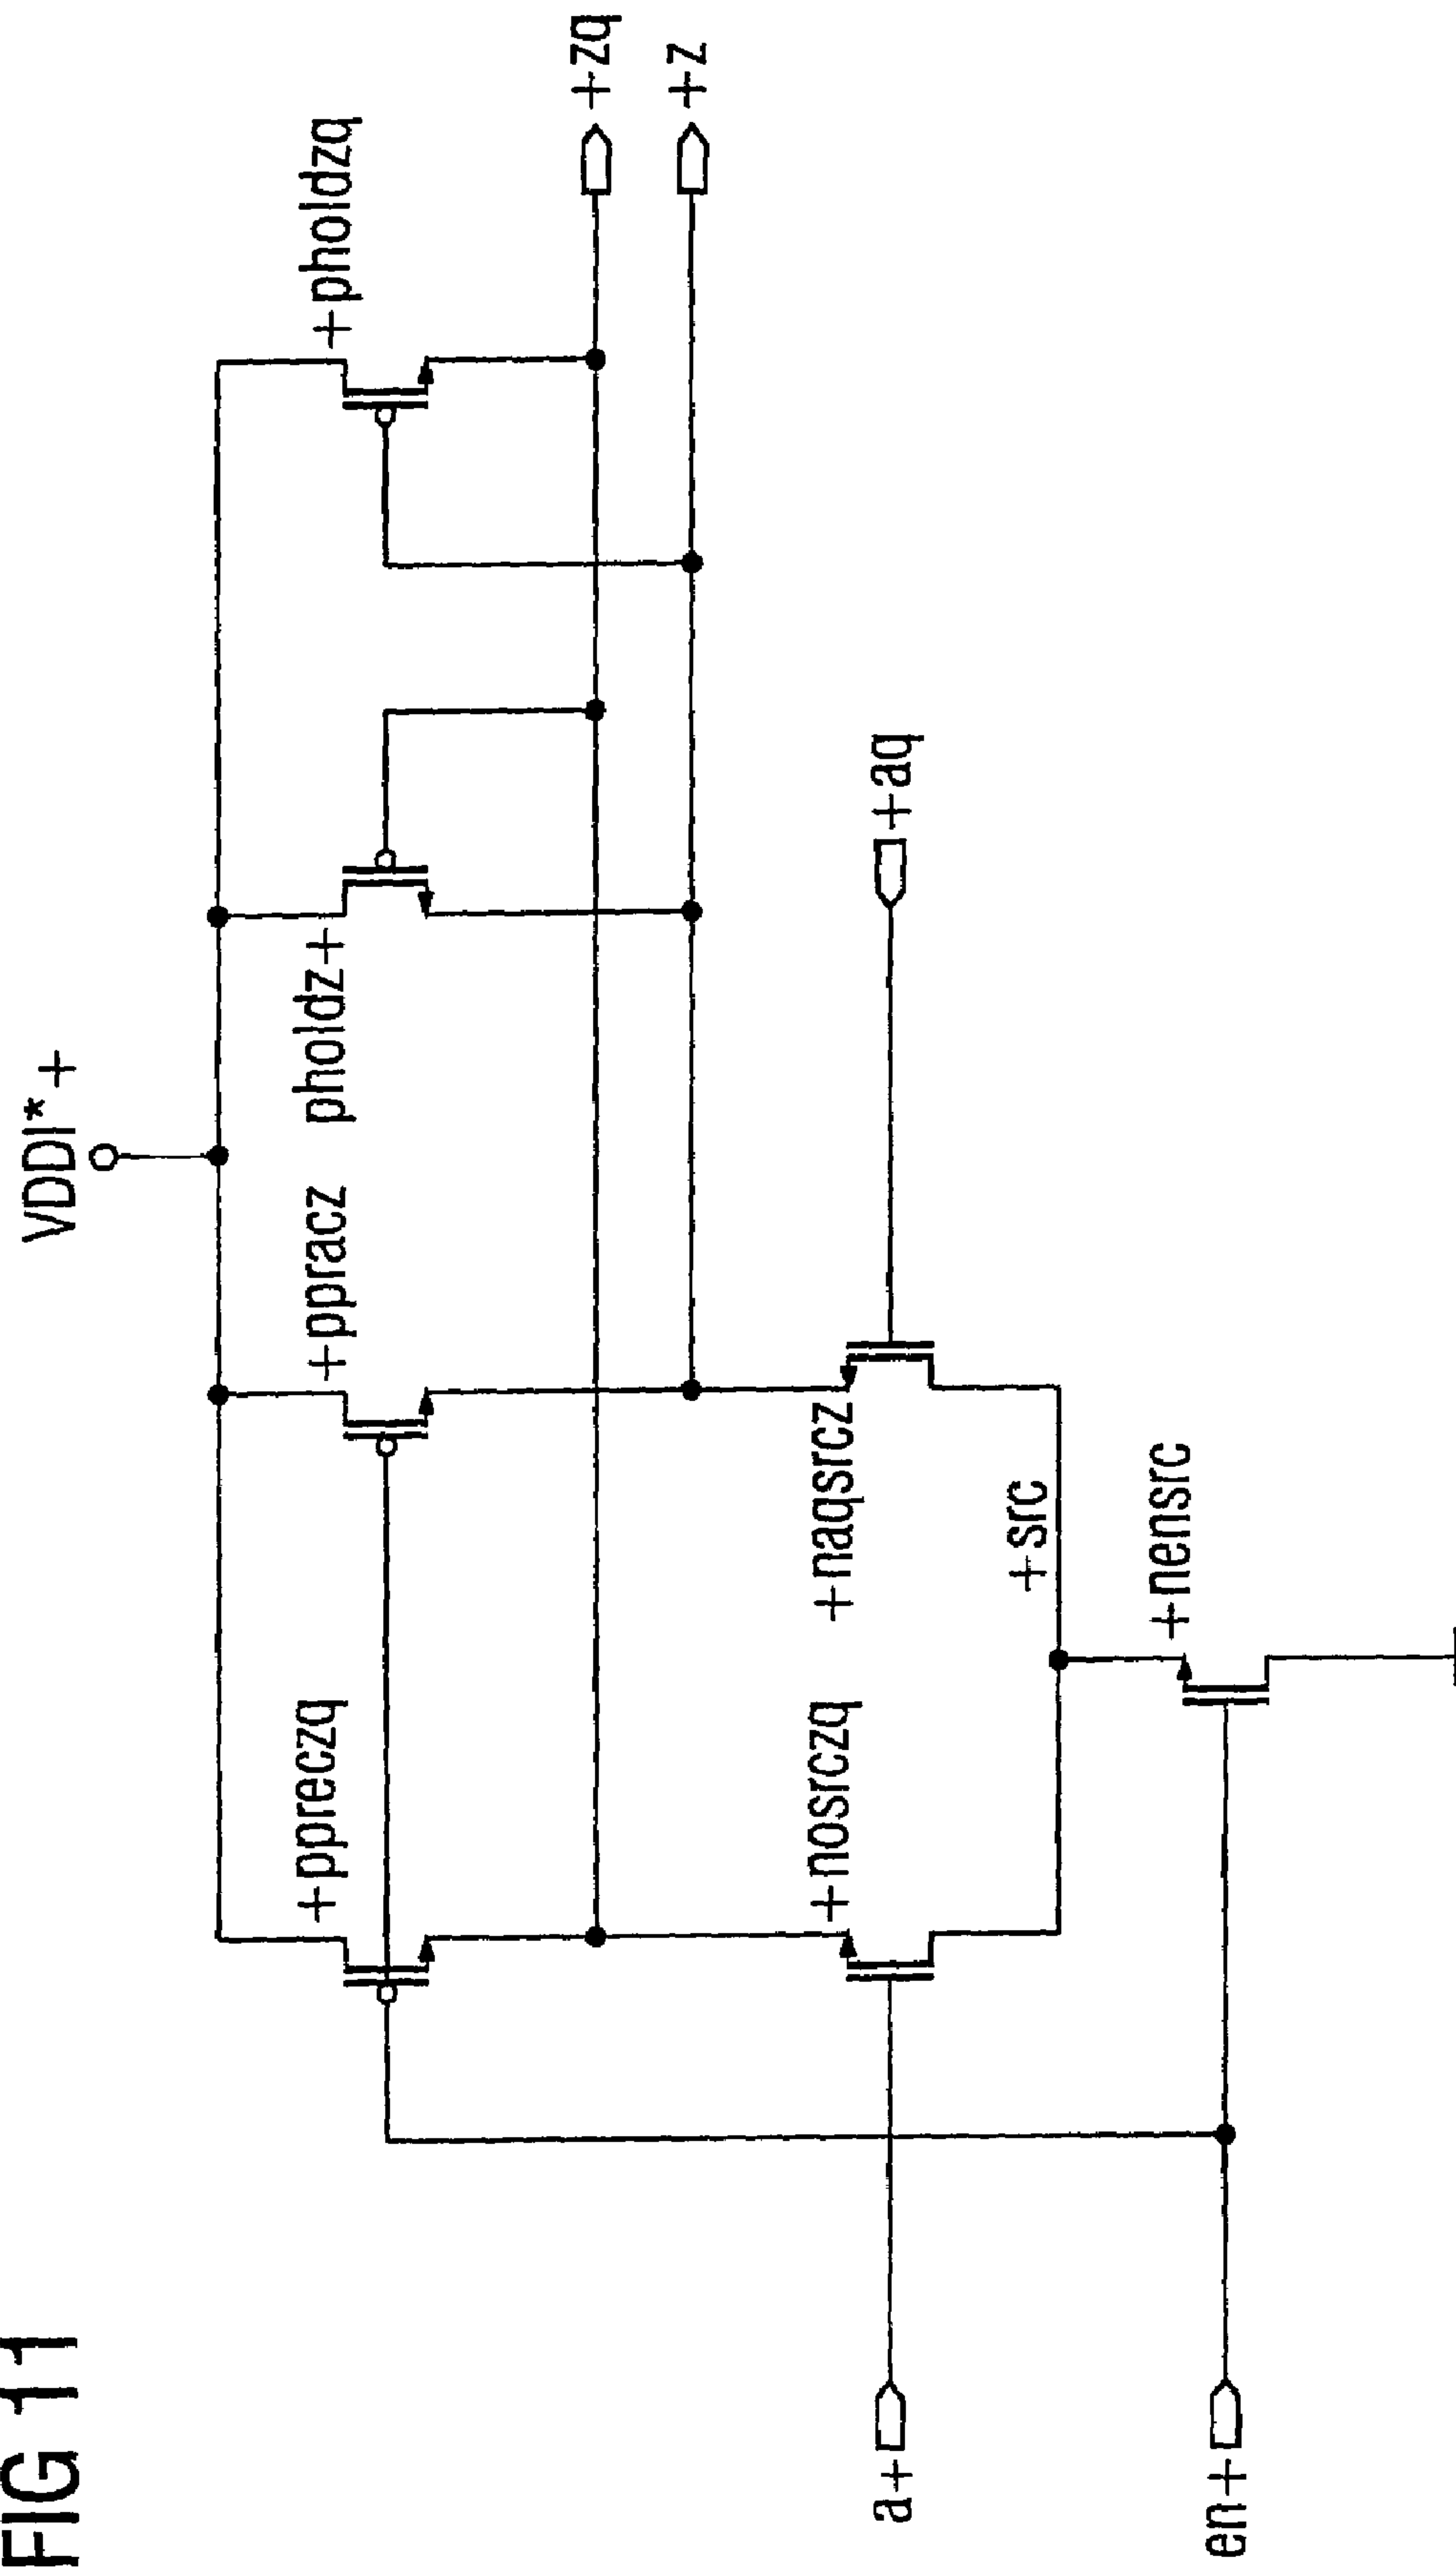 FIG 11
VDDI*+
+ppreczq
+ppracz
pholdz+
+pholdzq
+zq
+z
+nosrczq
+naqsrcz
+aq
a+
+src
+nensrc
en+